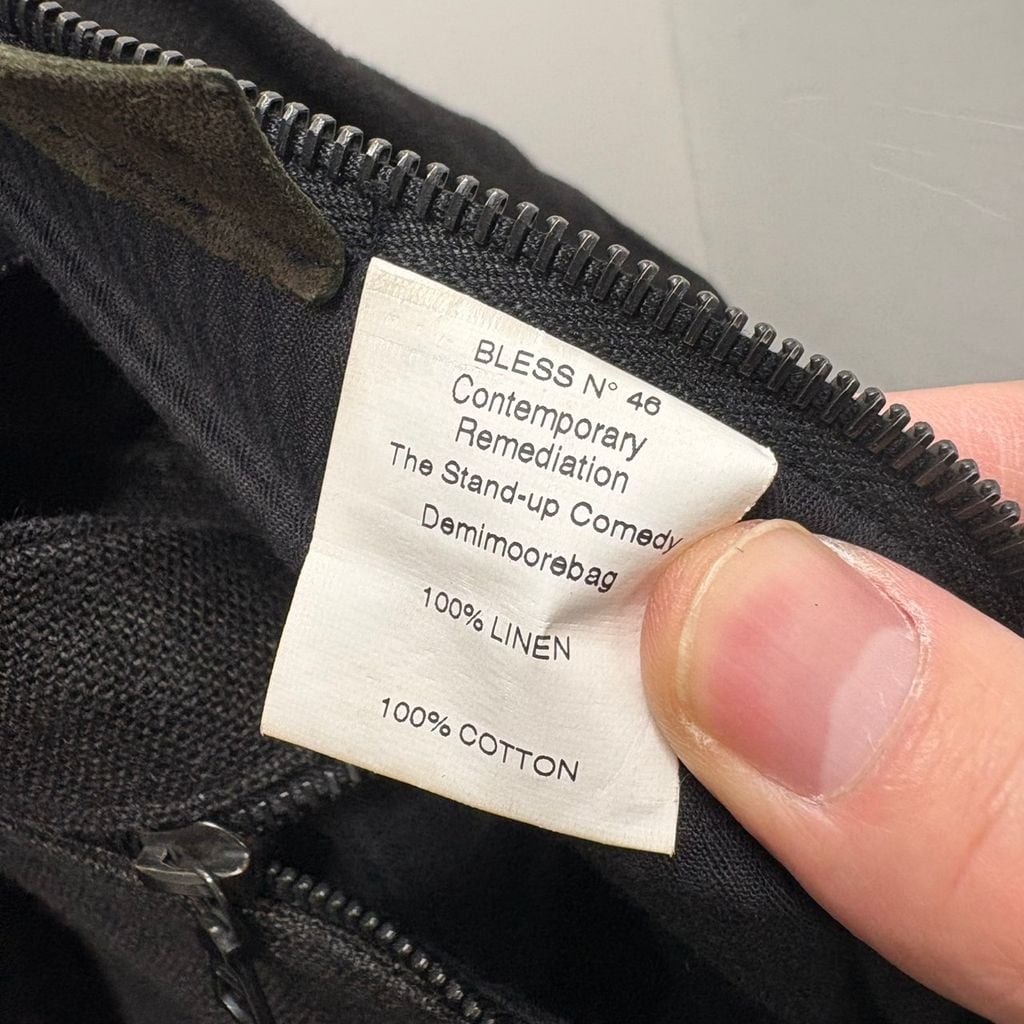 BLESS N° 46
Contemporary
Remediation
The Stand-up Comedy
Demimoorebag
100% LINEN
100% COTTON